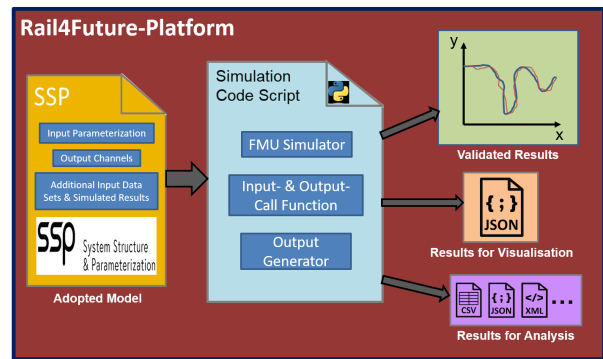 Rail4Future-Platform
SSP
Input Parameterization
Output Channels
Additional Input Data
Sets & Simulated Results
ssp System Structure
& Parameterization
Adopted Model
Simulation
Code Script
FMU Simulator
Input- & Output-
Call Function
Output
Generator
y
x
Validated Results
{ ; }
JSON
Results for Visualisation
CSV
{ ; }
JSON
</>
XML
...
Results for Analysis